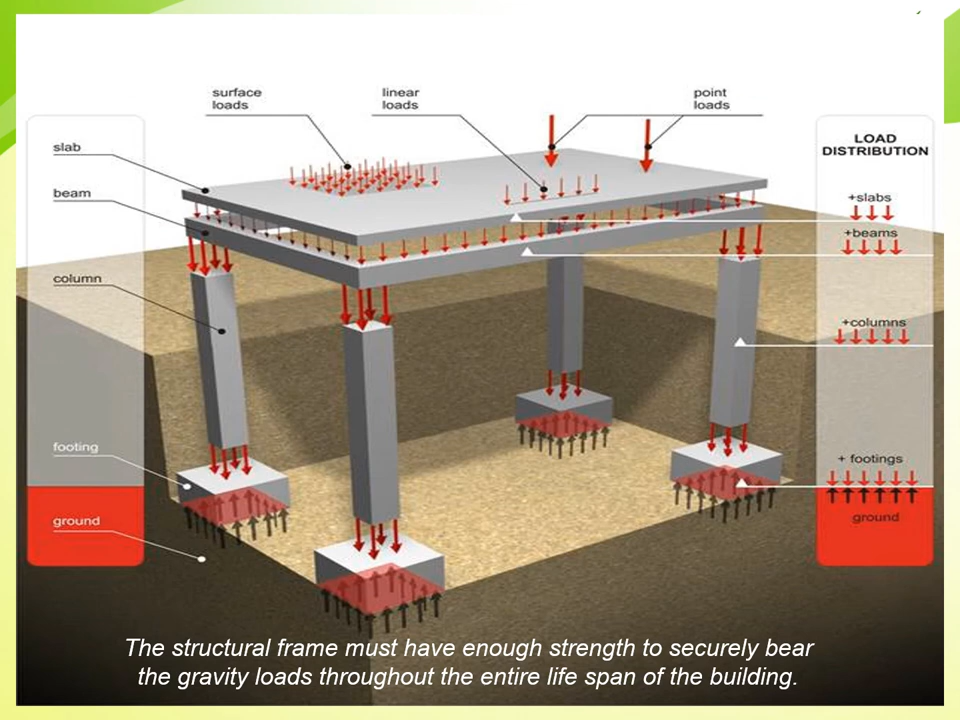 surface
loads
linear
loads
point
loads
slab
beam
column
footing
ground
LOAD
DISTRIBUTION
+slabs
+beams
+columns
+ footings
ground
The structural frame must have enough strength to securely bear
the gravity loads throughout the entire life span of the building.